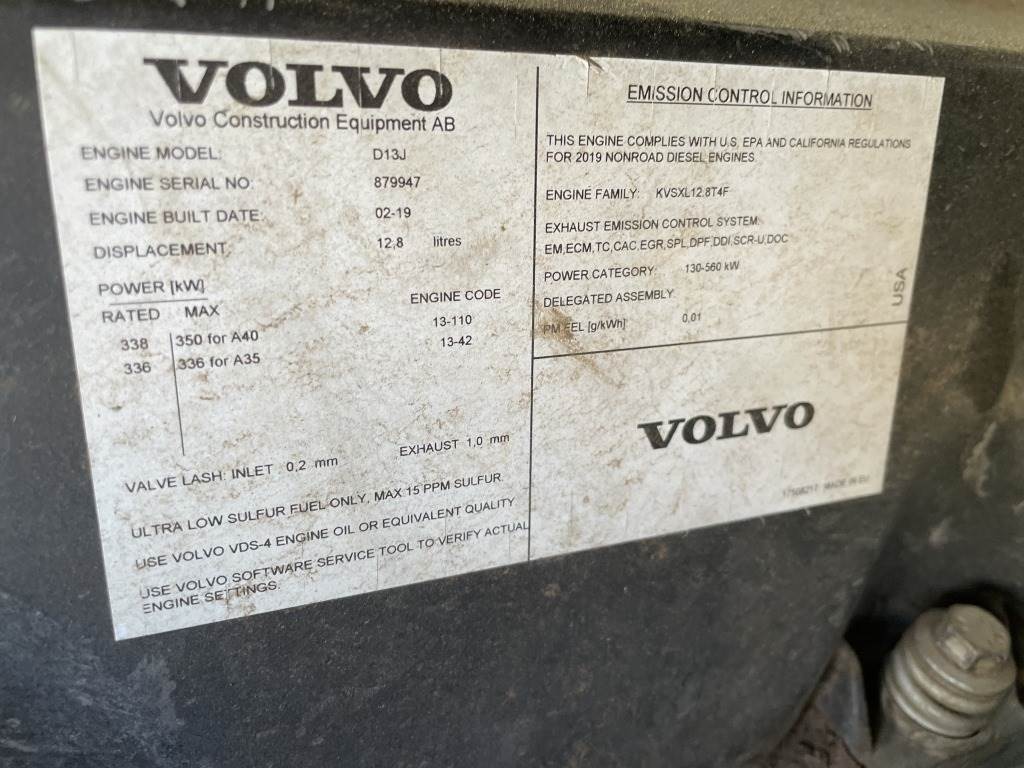 VOLVO
Volvo Construction Equipment AB
ENGINE MODEL: D13J
ENGINE SERIAL NO: 879947
ENGINE BUILT DATE: 02-19
DISPLACEMENT: 12,8 litres
POWER [kW]
RATED MAX ENGINE CODE
338 350 for A40 13-110
336 336 for A35 13-42
VALVE LASH: INLET 0,2 mm EXHAUST 1,0 mm
ULTRA LOW SULFUR FUEL ONLY, MAX 15 PPM SULFUR.
USE VOLVO VDS-4 ENGINE OIL OR EQUIVALENT QUALITY
USE VOLVO SOFTWARE SERVICE TOOL TO VERIFY ACTUAL
ENGINE SETTINGS.
EMISSION CONTROL INFORMATION
THIS ENGINE COMPLIES WITH U.S. EPA AND CALIFORNIA REGULATIONS
FOR 2019 NONROAD DIESEL ENGINES.
ENGINE FAMILY: KVSXL12.8T4F
EXHAUST EMISSION CONTROL SYSTEM:
EM,ECM,TC,CAC,EGR,SPL,DPF,DDI,SCR-U,DOC
POWER CATEGORY: 130-560 kW
DELEGATED ASSEMBLY
PM FEL [g/kWh]: 0,01
USA
VOLVO
MADE IN EU